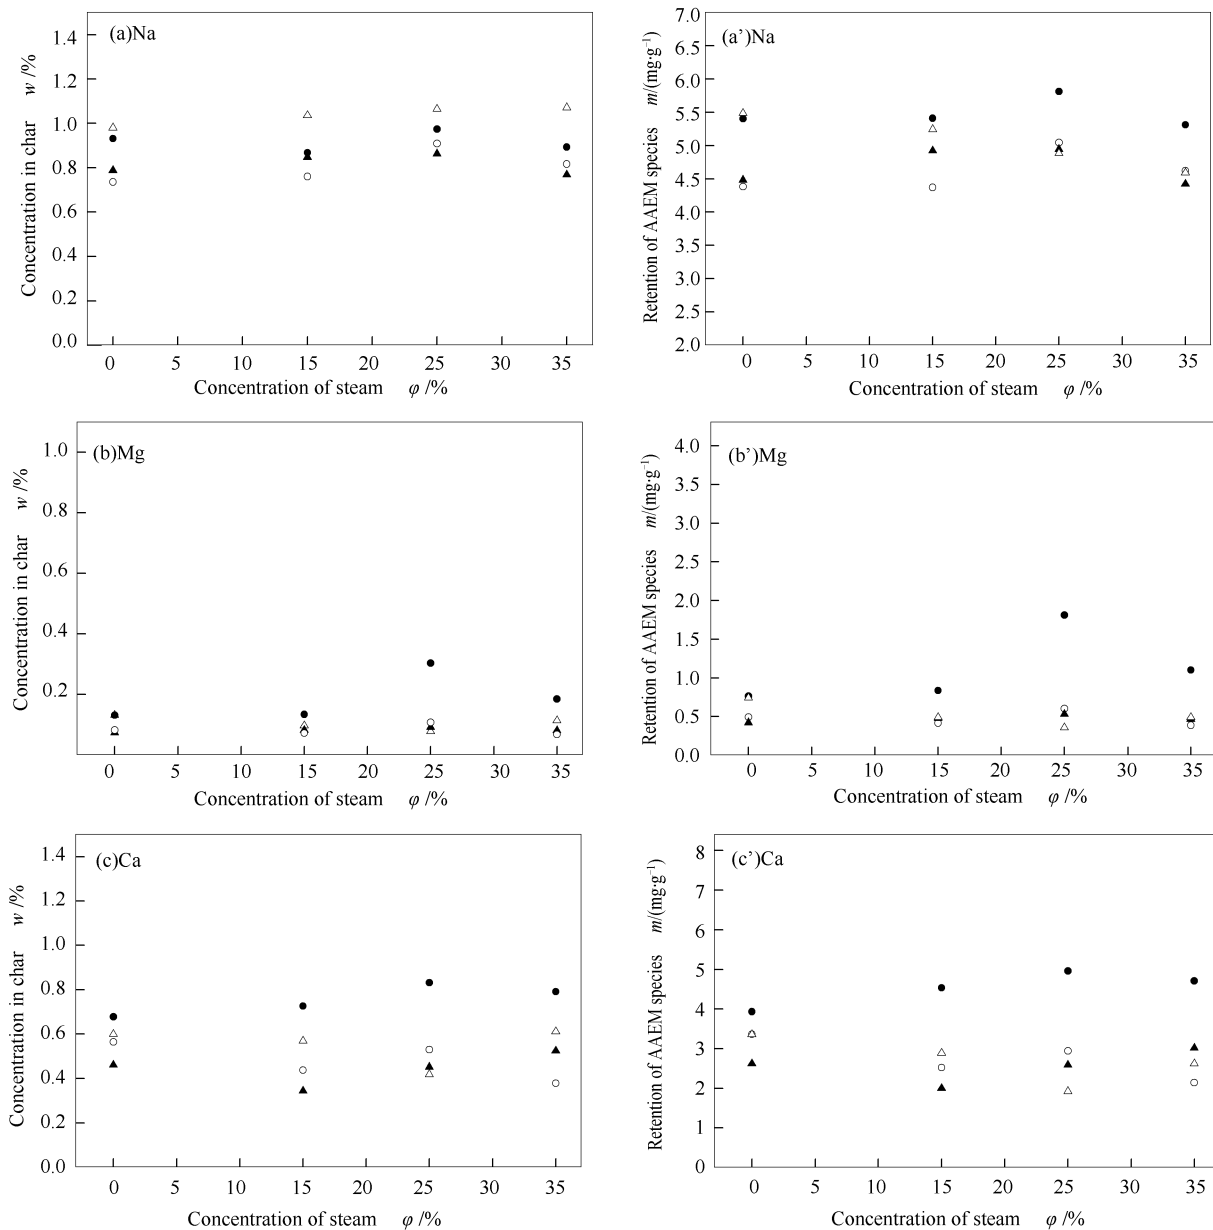 (a)Na
Concentration in char w /%
1.4
1.2
1.0
0.8
0.6
0.4
0.2
0.0
0 5 10 15 20 25 30 35
Concentration of steam φ /%
(a’)Na
Retention of AAEM species m/(mg·g⁻¹)
7.0
6.5
6.0
5.5
5.0
4.5
4.0
3.5
3.0
2.5
2.0
0 5 10 15 20 25 30 35
Concentration of steam φ /%
(b)Mg
Concentration in char w /%
1.0
0.8
0.6
0.4
0.2
0 5 10 15 20 25 30 35
Concentration of steam φ /%
(b’)Mg
Retention of AAEM species m/(mg·g⁻¹)
4.0
3.5
3.0
2.5
2.0
1.5
1.0
0.5
0.0
0 5 10 15 20 25 30 35
Concentration of steam φ /%
(c)Ca
Concentration in char w /%
1.4
1.2
1.0
0.8
0.6
0.4
0.2
0.0
0 5 10 15 20 25 30 35
Concentration of steam φ /%
(c’)Ca
Retention of AAEM species m/(mg·g⁻¹)
8
7
6
5
4
3
2
1
0
0 5 10 15 20 25 30 35
Concentration of steam φ /%